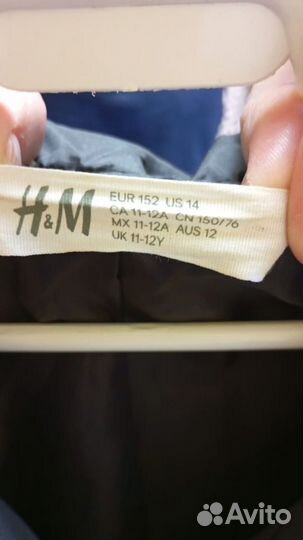 H&M
EUR 152 US 14
CA 11-12A CN 150/76
MX 11-12A AUS 12
UK 11-12Y
Avito